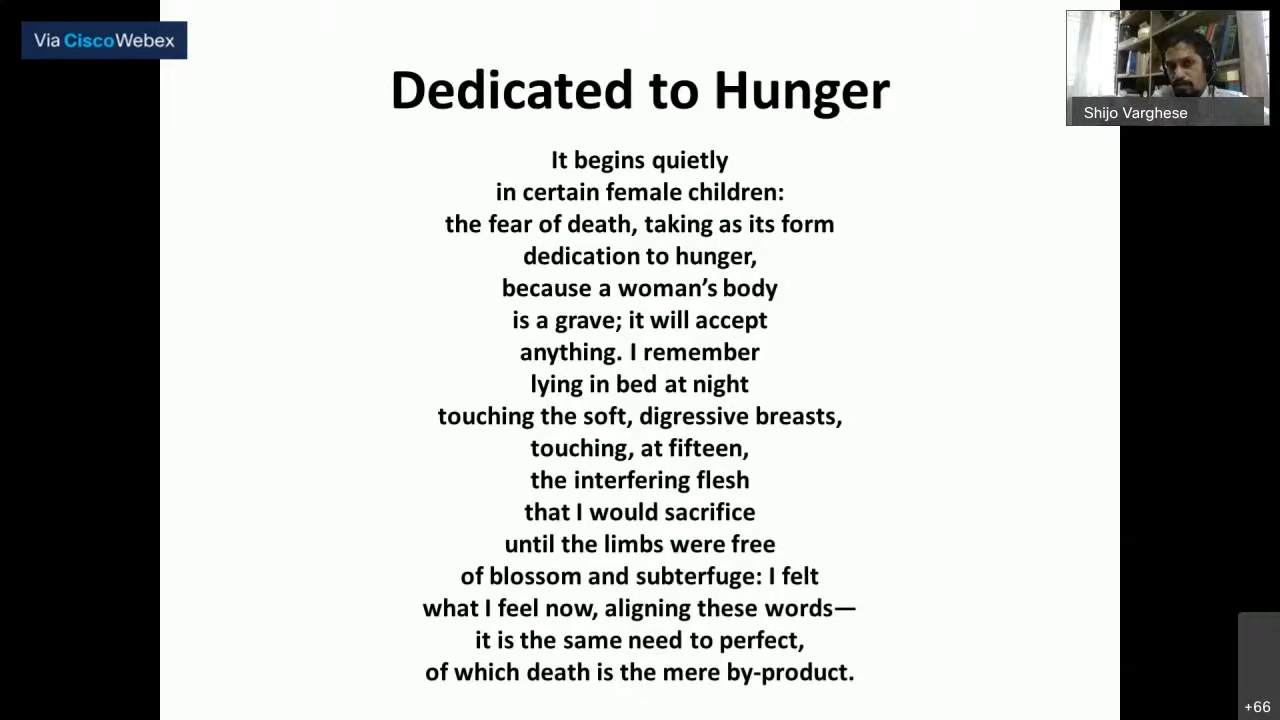 Via CiscoWebex
Shijo Varghese
Dedicated to Hunger
It begins quietly
in certain female children:
the fear of death, taking as its form
dedication to hunger,
because a woman’s body
is a grave; it will accept
anything. I remember
lying in bed at night
touching the soft, digressive breasts,
touching, at fifteen,
the interfering flesh
that I would sacrifice
until the limbs were free
of blossom and subterfuge: I felt
what I feel now, aligning these words—
it is the same need to perfect,
of which death is the mere by-product.
+66